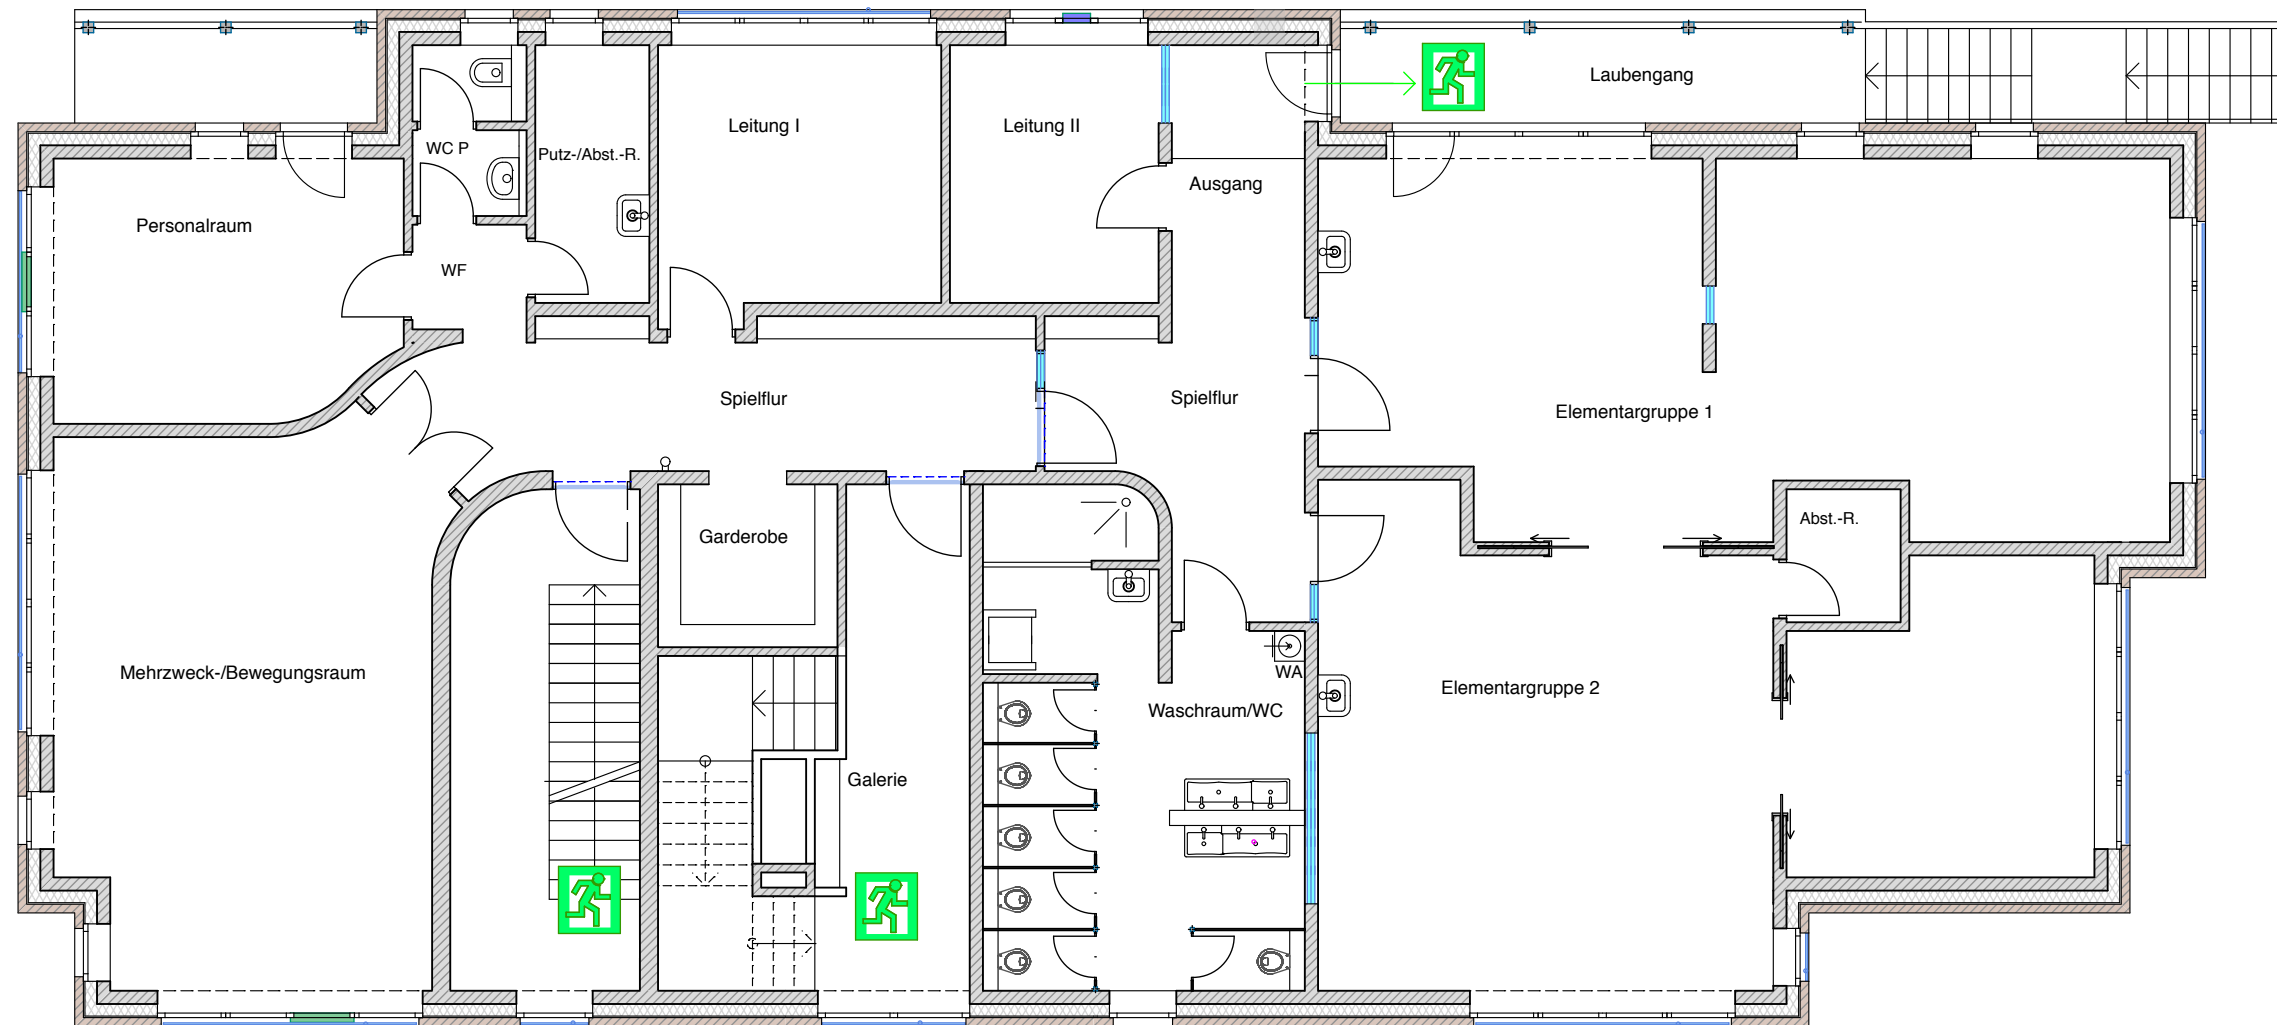 Laubengang
Leitung I
Leitung II
WC P
Putz-/Abst.-R.
Ausgang
Personalraum
WF
Spielflur
Spielflur
Elementargruppe 1
Abst.-R.
Garderobe
Mehrzweck-/Bewegungsraum
WA
Elementargruppe 2
Waschraum/WC
Galerie